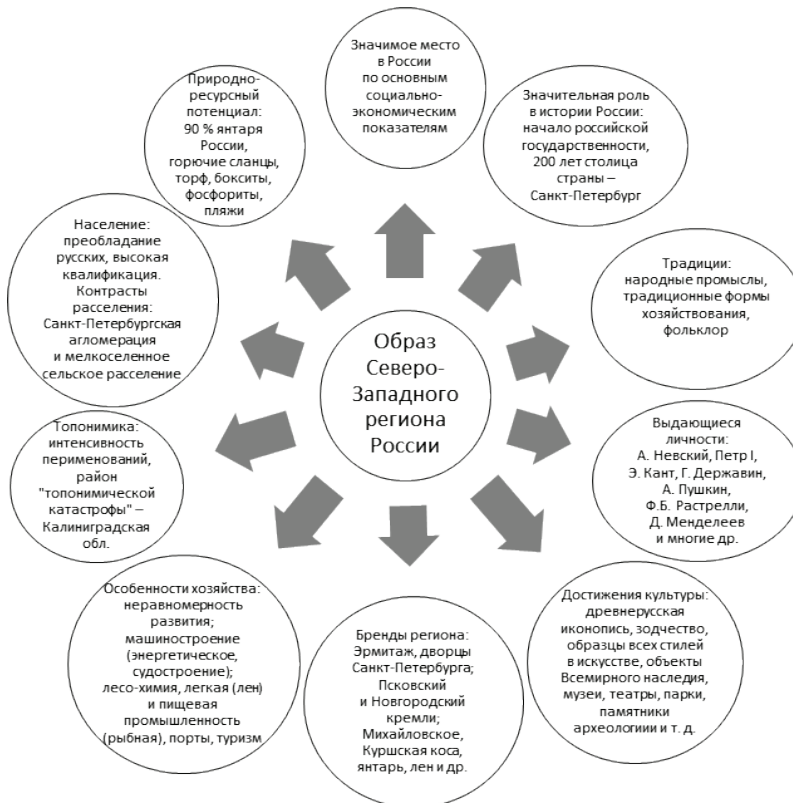 Значимое место
в России
по основным
социально-
экономическим
показателям
Значительная роль
в истории России:
начало российской
государственности,
200 лет столица
страны –
Санкт-Петербург
Традиции:
народные промыслы,
традиционные формы
хозяйствования,
фольклор
Выдающиеся
личности:
А. Невский, Петр I,
Э. Кант, Г. Державин,
А. Пушкин,
Ф.Б. Растрелли,
Д. Менделеев
и многие др.
Достижения культуры:
древнерусская
иконопись, зодчество,
образцы всех стилей
в искусстве, объекты
Всемирного наследия,
музеи, театры, парки,
памятники
археологиии и т. д.
Бренды региона:
Эрмитаж, дворцы
Санкт-Петербурга;
Псковский
и Новгородский
кремли;
Михайловское,
Куршская коса,
янтарь, лен и др.
Особенности хозяйства:
неравномерность
развития;
машиностроение
(энергетическое,
судостроение);
лесо-химия, легкая (лен)
и пищевая
промышленность
(рыбная), порты, туризм
Топонимика:
интенсивность
перименований,
район
"топонимической
катастрофы" –
Калиниградская
обл.
Население:
преобладание
русских, высокая
квалификация.
Контрасты
расселения:
Санкт-Петербургская
агломерация
и мелкоселенное
сельское расселение
Природно-
ресурсный
потенциал:
90 % янтаря
России,
горючие сланцы,
торф, бокситы,
фосфориты,
пляжи
Образ
Северо-
Западного
региона
России